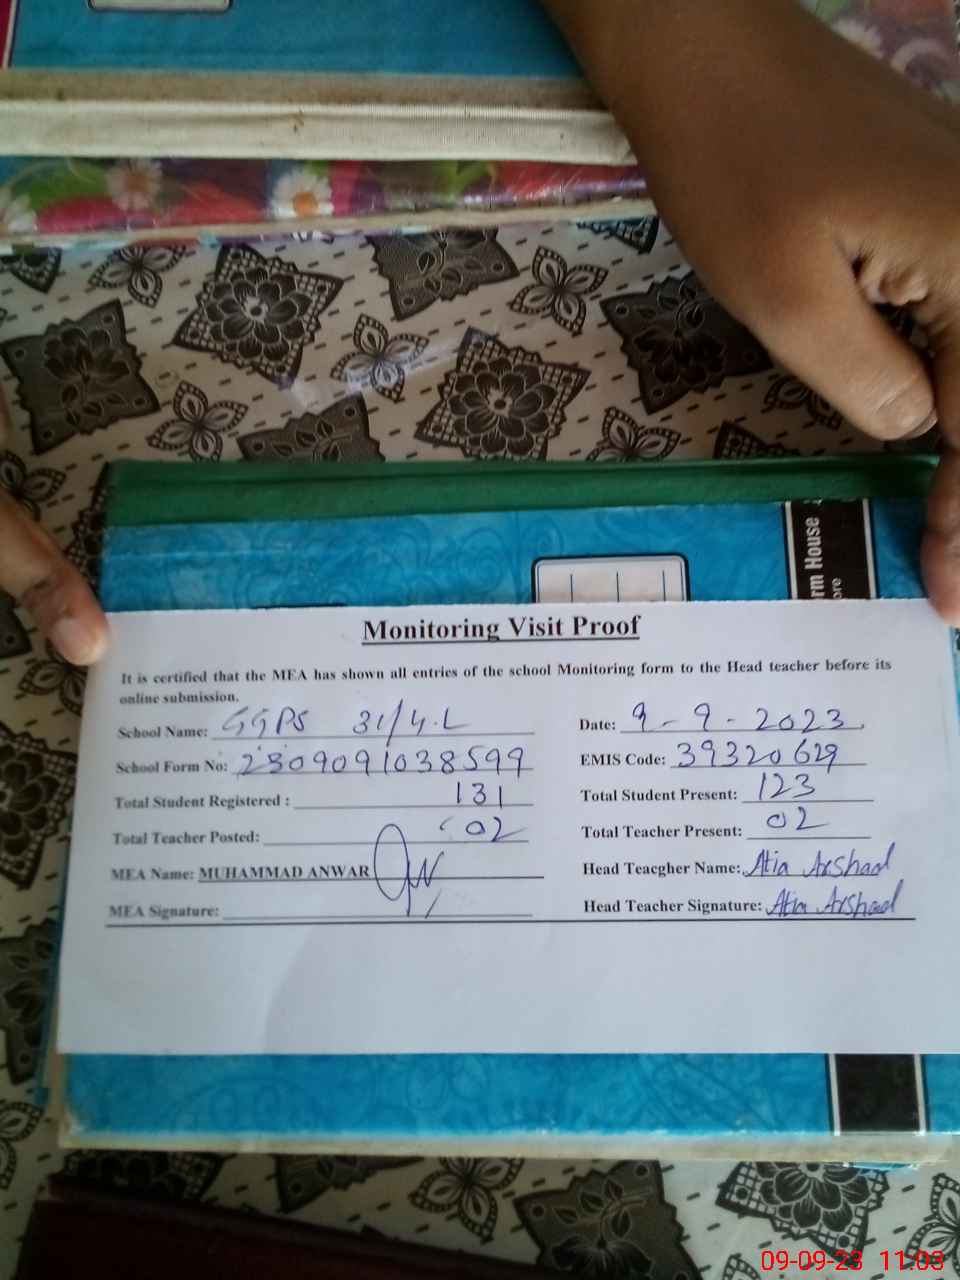 rm House
ore
Monitoring Visit Proof
It is certified that the MEA has shown all entries of the school Monitoring form to the Head teacher before its
online submission.
School Name: GGPS 31/4.L
Date: 9-9-2023.
School Form No: 2309091038599
EMIS Code: 39320629
Total Student Registered : 131
Total Student Present: 123
Total Teacher Posted: 02
Total Teacher Present: 02
MEA Name: MUHAMMAD ANWAR
Head Teacgher Name: Atia Arshad
MEA Signature:
Head Teacher Signature: Atia Arshad
09-09-23 11:03